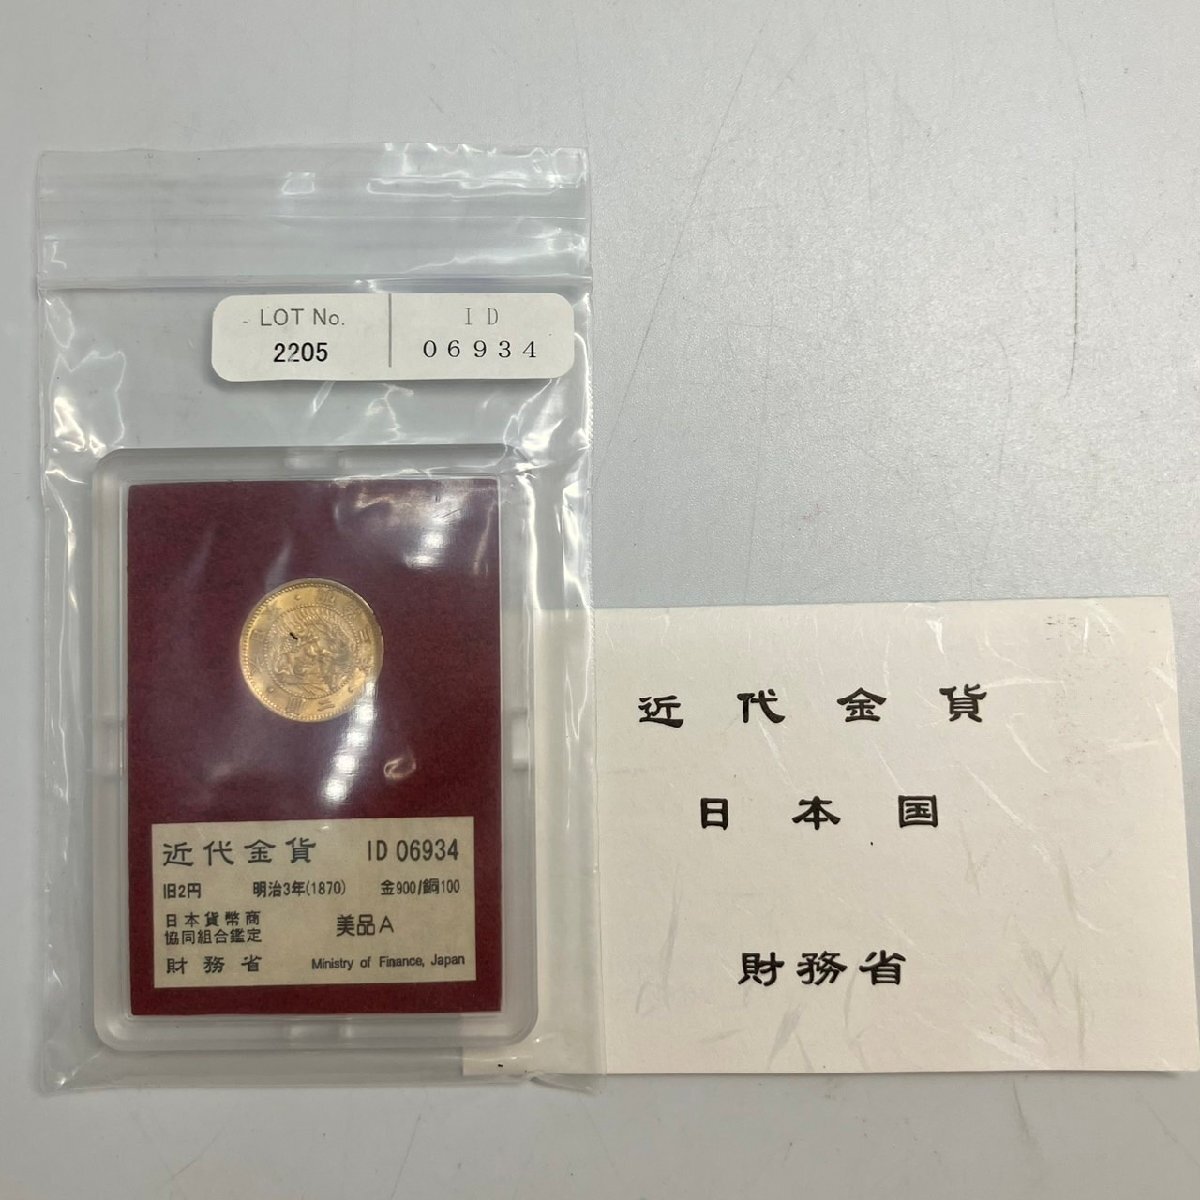 LOT No. ID
2205 06934
近代金貨 ID 06934
旧2円 明治3年(1870) 金900/銅100
日本貨幣商
協同組合鑑定 美品A
財務省 Ministry of Finance, Japan
近代金貨
日本国
財務省